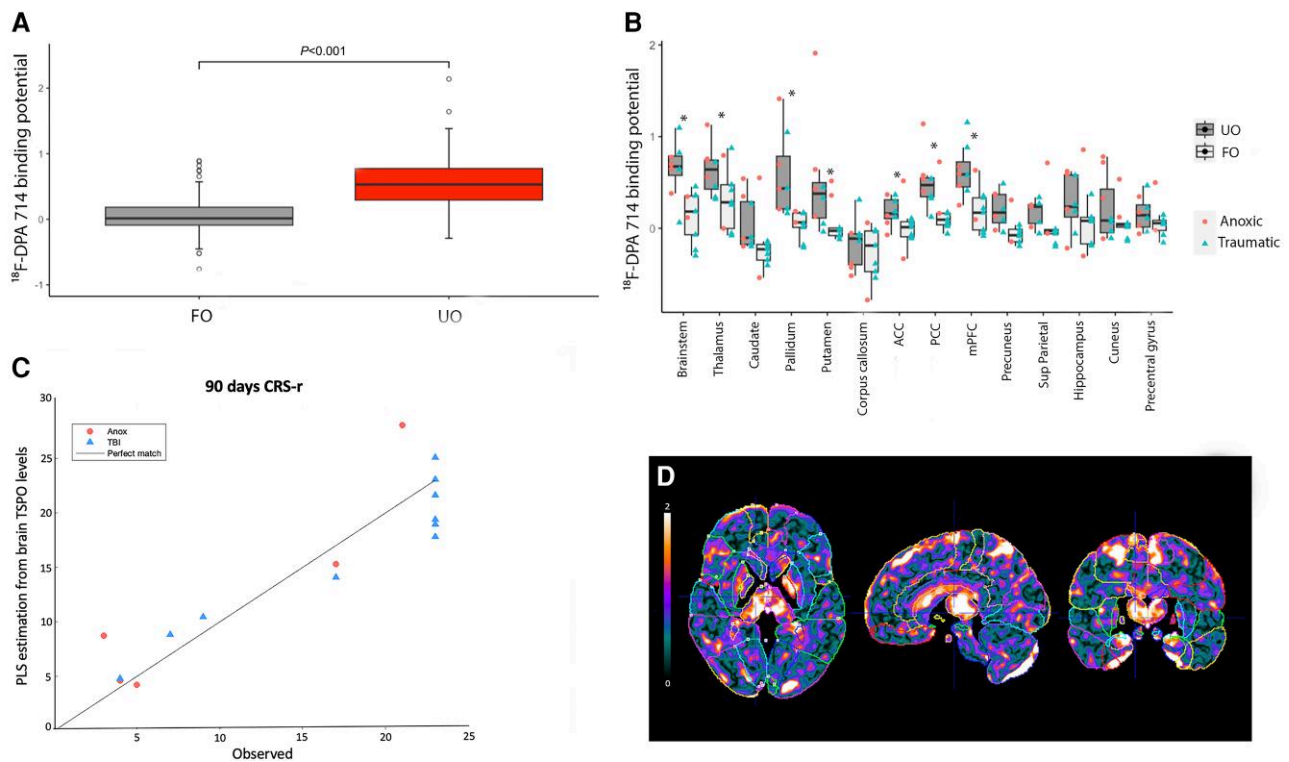 A
P<0.001
¹⁸F-DPA 714 binding potential
2
1
0
-1
FO
UO
B
¹⁸F-DPA 714 binding potential
2
1
0
*
*
*
*
*
*
*
Brainstem
Thalamus
Caudate
Pallidum
Putamen
Corpus callosum
ACC
PCC
mPFC
Precuneus
Sup Parietal
Hippocampus
Cuneus
Precentral gyrus
UO
FO
Anoxic
Traumatic
C
90 days CRS-r
PLS estimation from brain TSPO levels
30
25
20
15
10
5
0
Anox
TBI
Perfect match
5
10
15
20
25
Observed
D
2
0